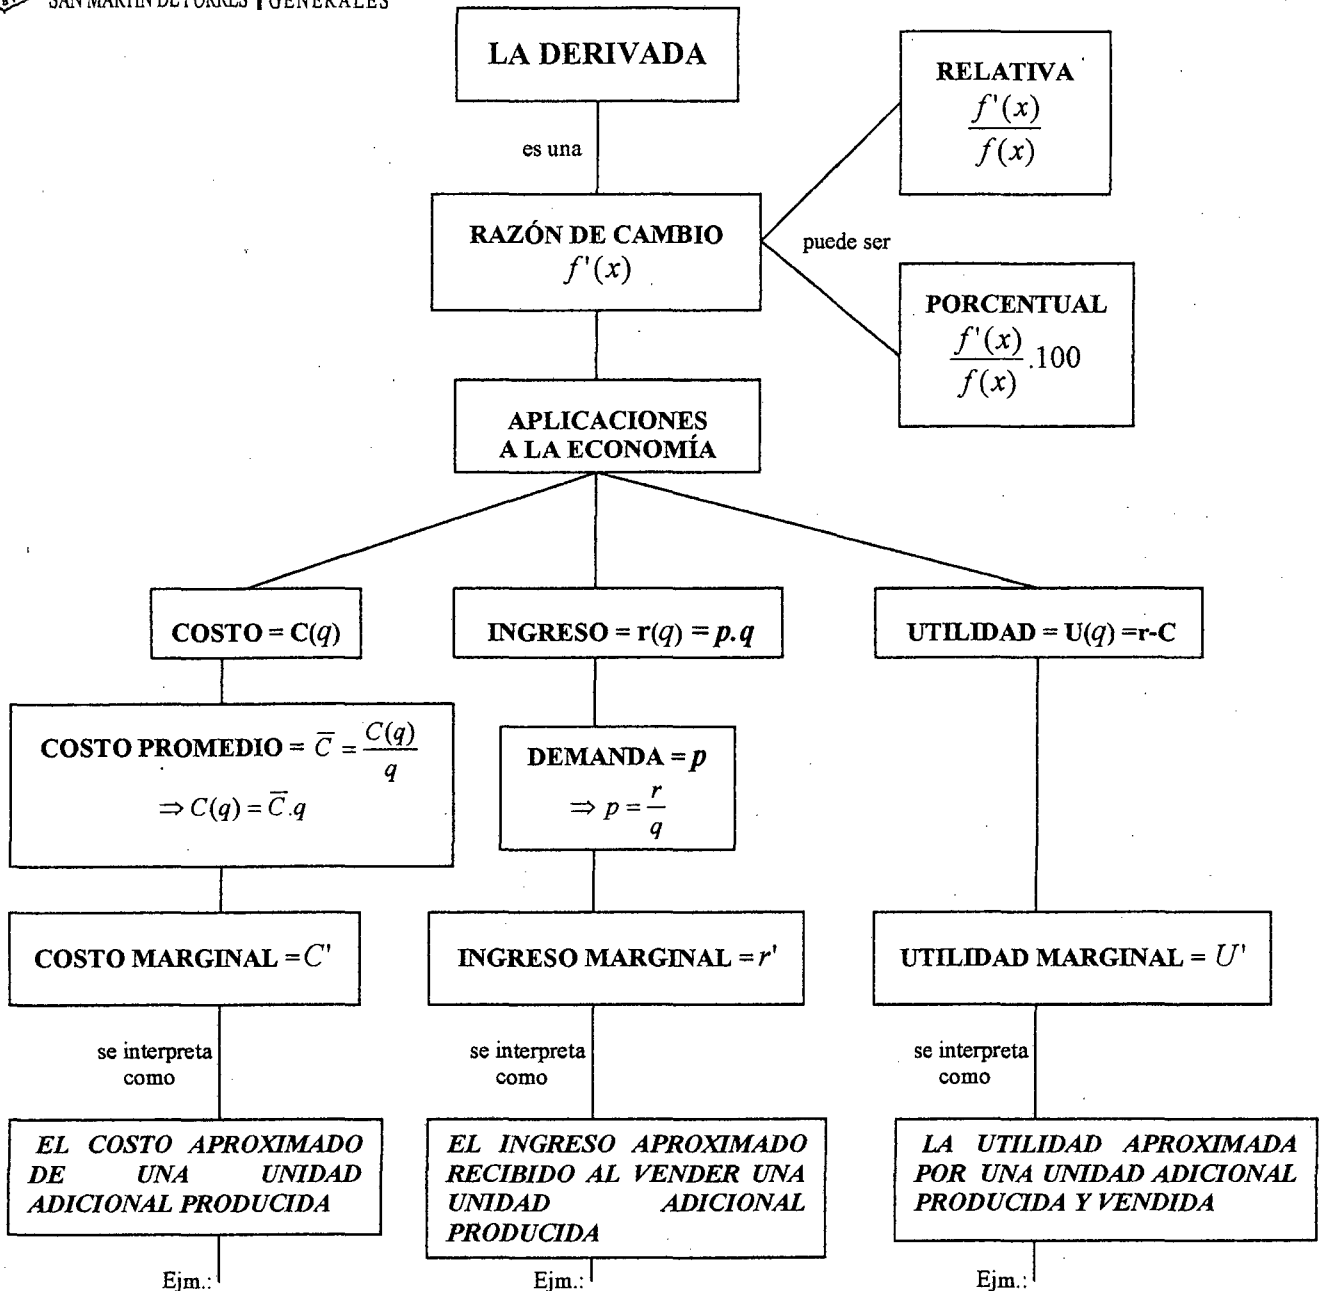 SAN MARTIN DE PORRES GENERALES
LA DERIVADA
es una
RAZÓN DE CAMBIO
f'(x)
puede ser
RELATIVA
f'(x)
f(x)
PORCENTUAL
f'(x)
f(x) .100
APLICACIONES
A LA ECONOMÍA
COSTO = C(q)
COSTO PROMEDIO = C̅ = C(q)
q
⇒ C(q) = C̅.q
COSTO MARGINAL = C'
se interpreta
como
EL COSTO APROXIMADO
DE UNA UNIDAD
ADICIONAL PRODUCIDA
Ejm.:
INGRESO = r(q) = p.q
DEMANDA = p
⇒ p = r
q
INGRESO MARGINAL = r'
se interpreta
como
EL INGRESO APROXIMADO
RECIBIDO AL VENDER UNA
UNIDAD ADICIONAL
PRODUCIDA
Ejm.:
UTILIDAD = U(q) =r-C
UTILIDAD MARGINAL = U'
se interpreta
como
LA UTILIDAD APROXIMADA
POR UNA UNIDAD ADICIONAL
PRODUCIDA Y VENDIDA
Ejm.: